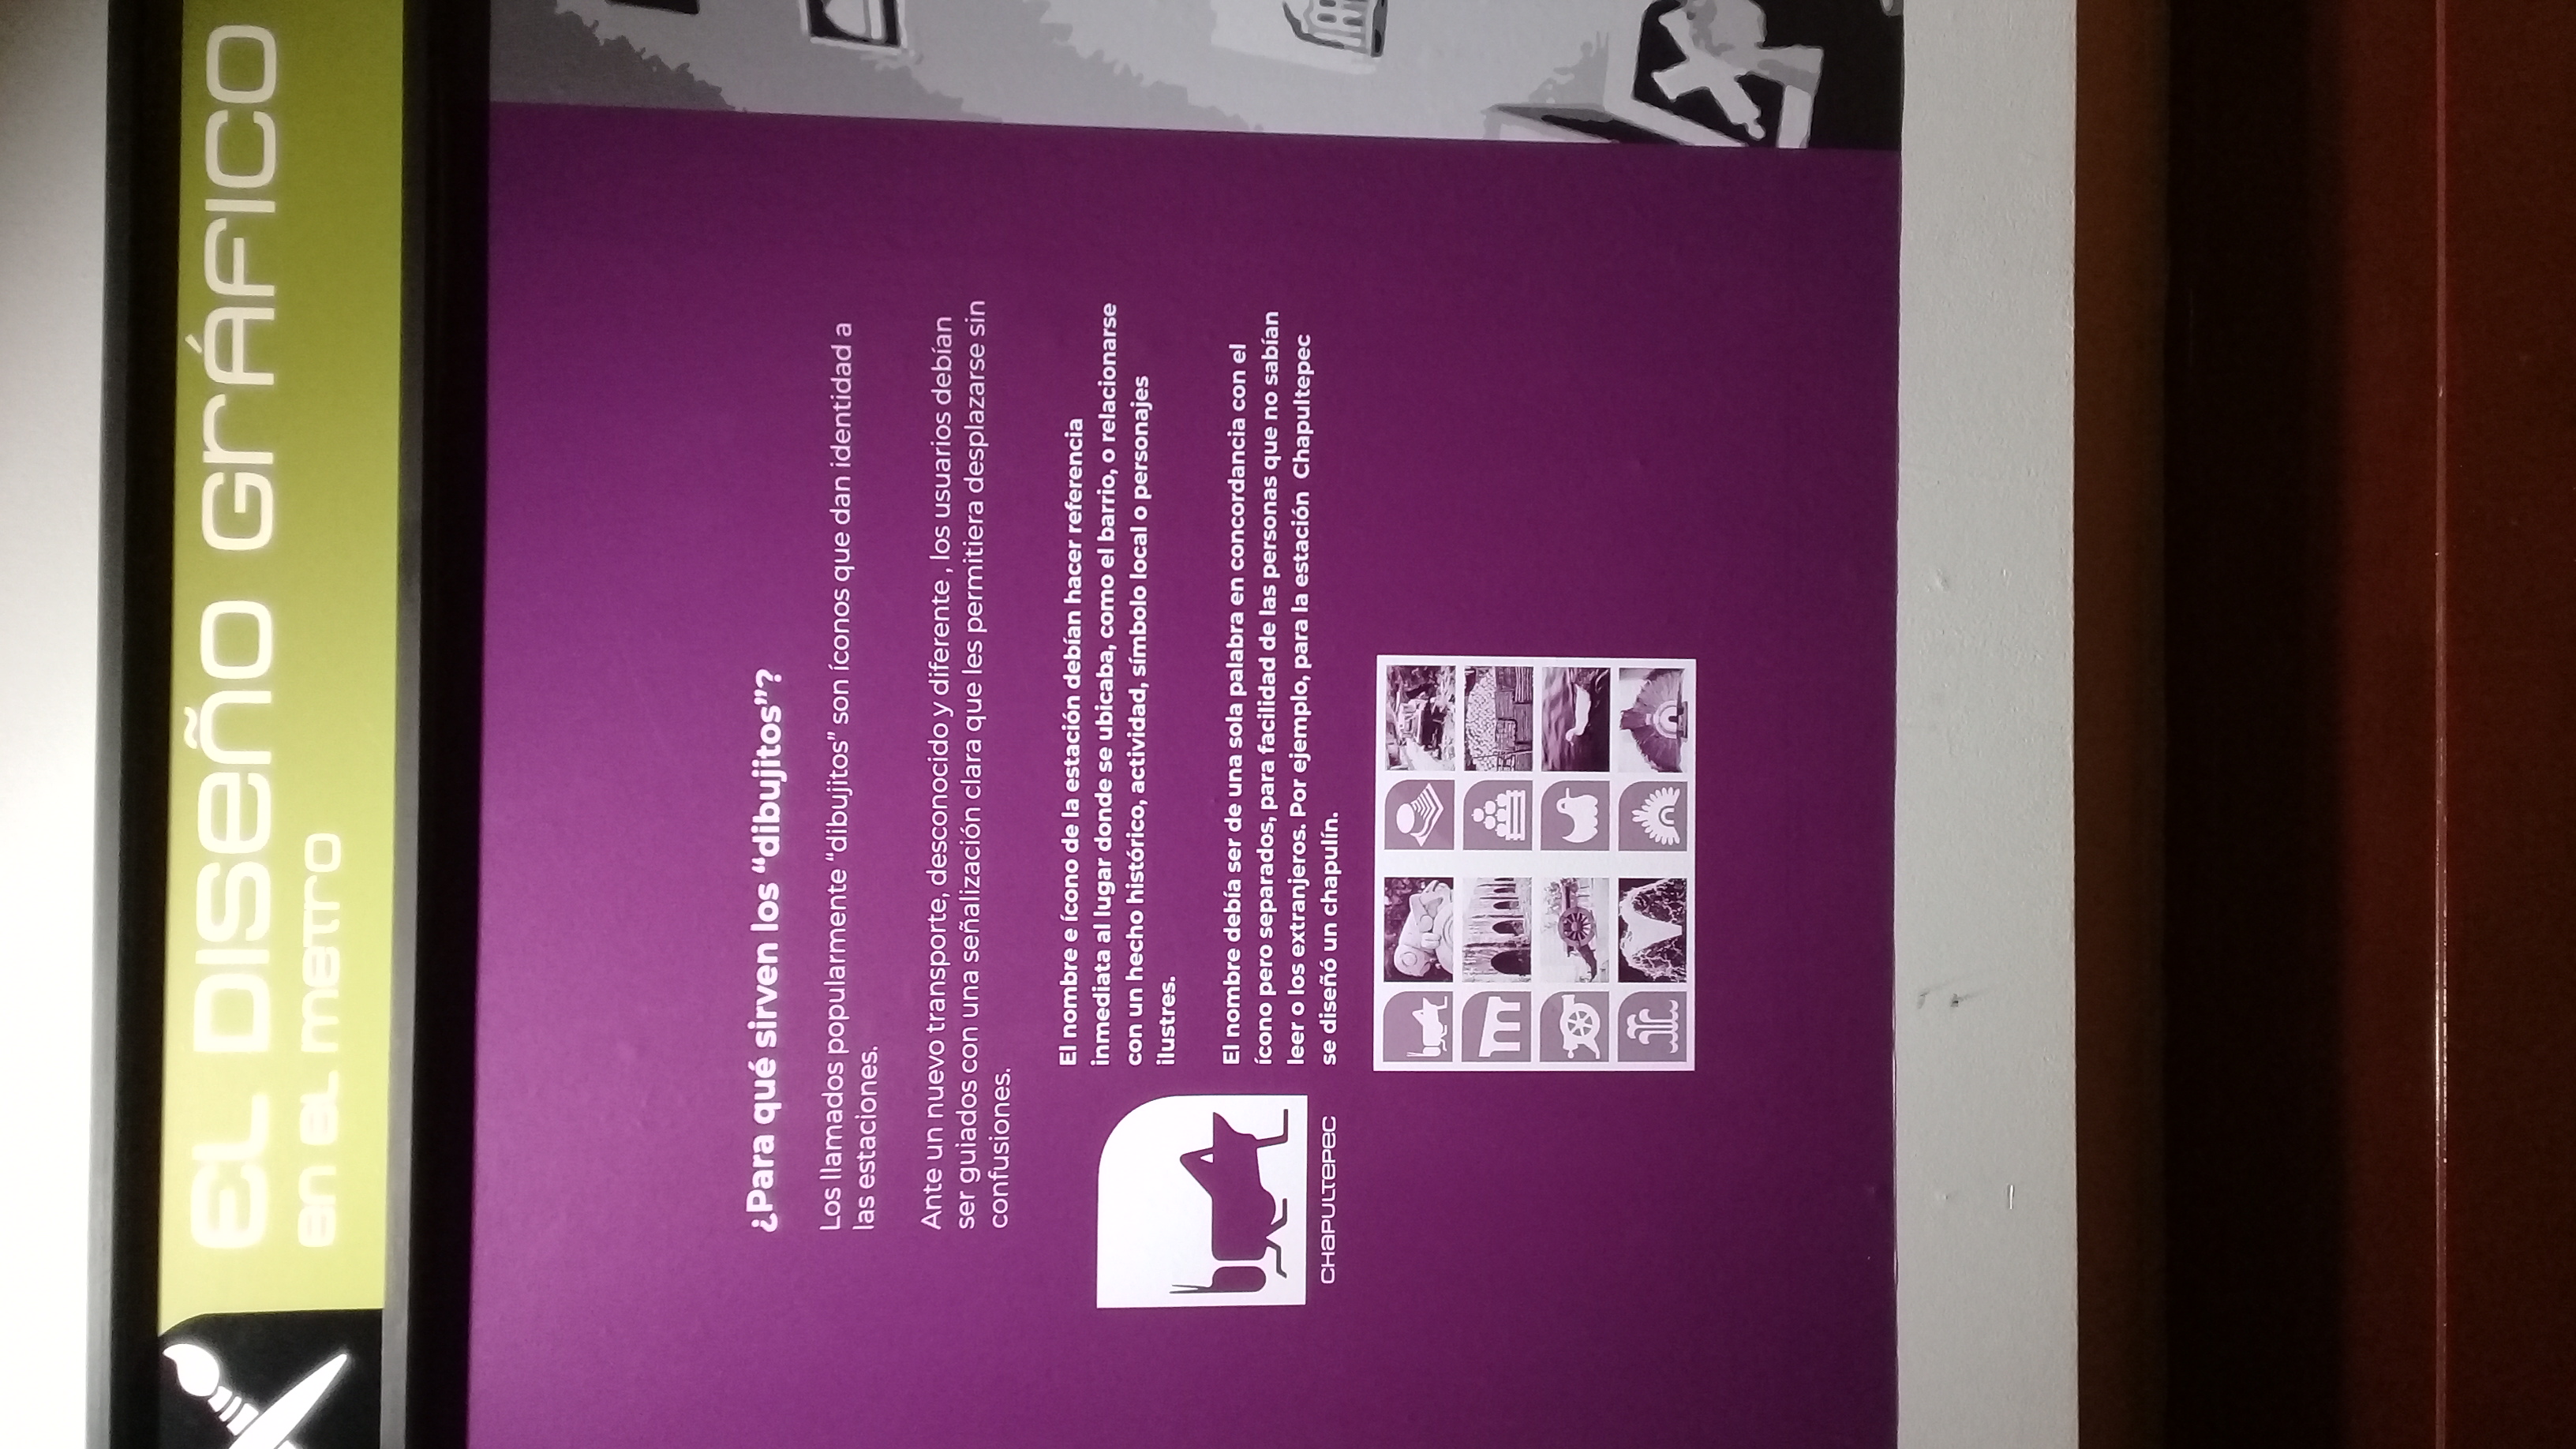 EL DISEÑO GRÁFICO
en el metro
¿Para qué sirven los “dibujitos”?
Los llamados popularmente “dibujitos” son íconos que dan identidad a
las estaciones.
Ante un nuevo transporte, desconocido y diferente , los usuarios debían
ser guiados con una señalización clara que les permitiera desplazarse sin
confusiones.
El nombre e ícono de la estación debían hacer referencia
inmediata al lugar donde se ubicaba, como el barrio, o relacionarse
con un hecho histórico, actividad, símbolo local o personajes
ilustres.
El nombre debía ser de una sola palabra en concordancia con el
ícono pero separados, para facilidad de las personas que no sabían
leer o los extranjeros. Por ejemplo, para la estación  Chapultepec
se diseñó un chapulín.
CHAPULTEPEC